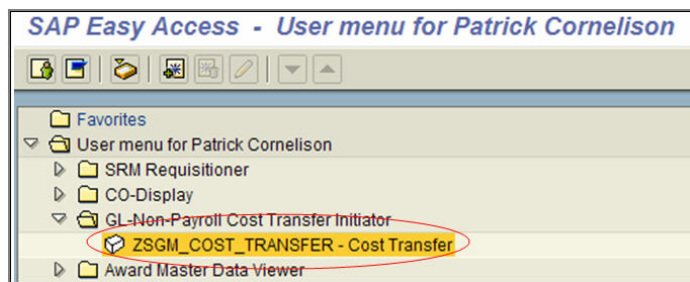 SAP Easy Access - User menu for Patrick Cornelison
Favorites
User menu for Patrick Cornelison
SRM Requisitioner
CO-Display
GL-Non-Payroll Cost Transfer Initiator
ZSGM_COST_TRANSFER - Cost Transfer
Award Master Data Viewer